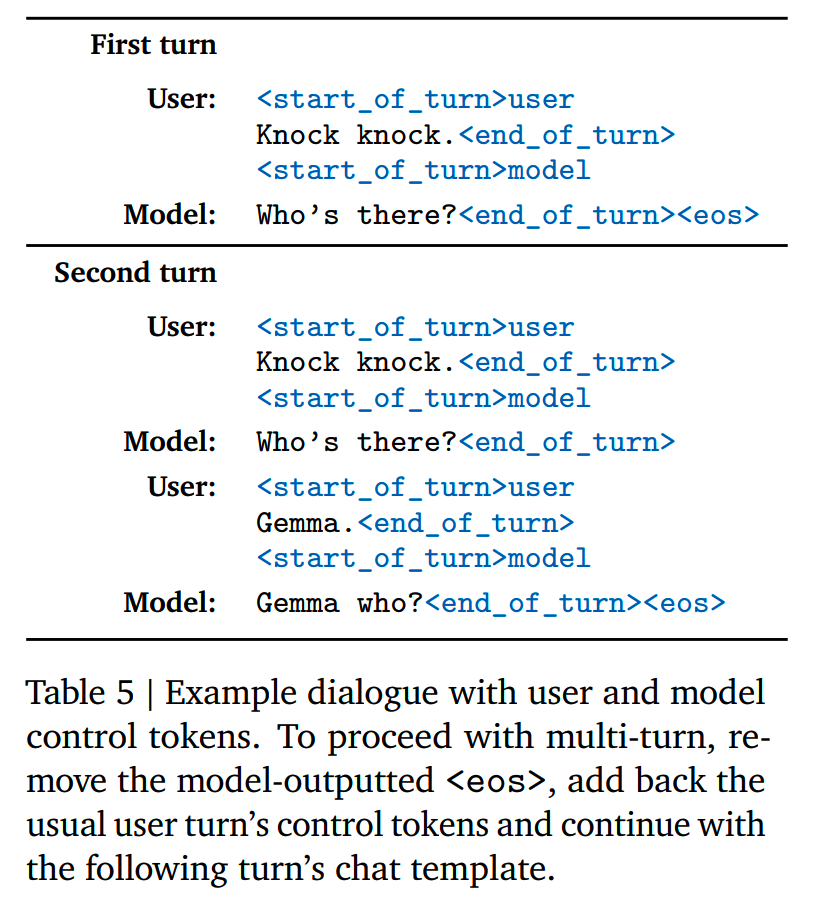 First turn
User: <start_of_turn>user
Knock knock.<end_of_turn>
<start_of_turn>model
Model: Who's there?<end_of_turn><eos>
Second turn
User: <start_of_turn>user
Knock knock.<end_of_turn>
<start_of_turn>model
Model: Who's there?<end_of_turn>
User: <start_of_turn>user
Gemma.<end_of_turn>
<start_of_turn>model
Model: Gemma who?<end_of_turn><eos>
Table 5 | Example dialogue with user and model
control tokens. To proceed with multi-turn, re-
move the model-outputted <eos>, add back the
usual user turn's control tokens and continue with
the following turn's chat template.